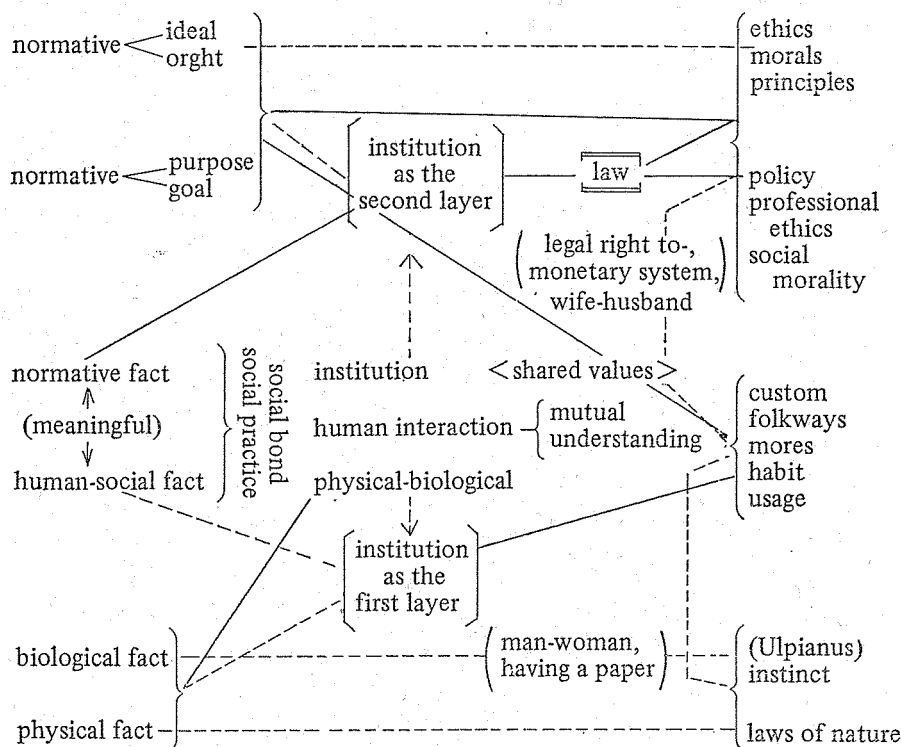 normative
ideal
orght
ethics
morals
principles
normative
purpose
goal
institution
as the
second layer
law
policy
professional
ethics
social
morality
(legal right to-,
monetary system,
wife-husband)
normative fact
(meaningful)
human-social fact
social bond
social practice
institution
<shared values>
human interaction
mutual
understanding
physical-biological
custom
folkways
mores
habit
usage
institution
as the
first layer
biological fact
(man-woman,
having a paper)
(Ulpianus)
instinct
physical fact
laws of nature